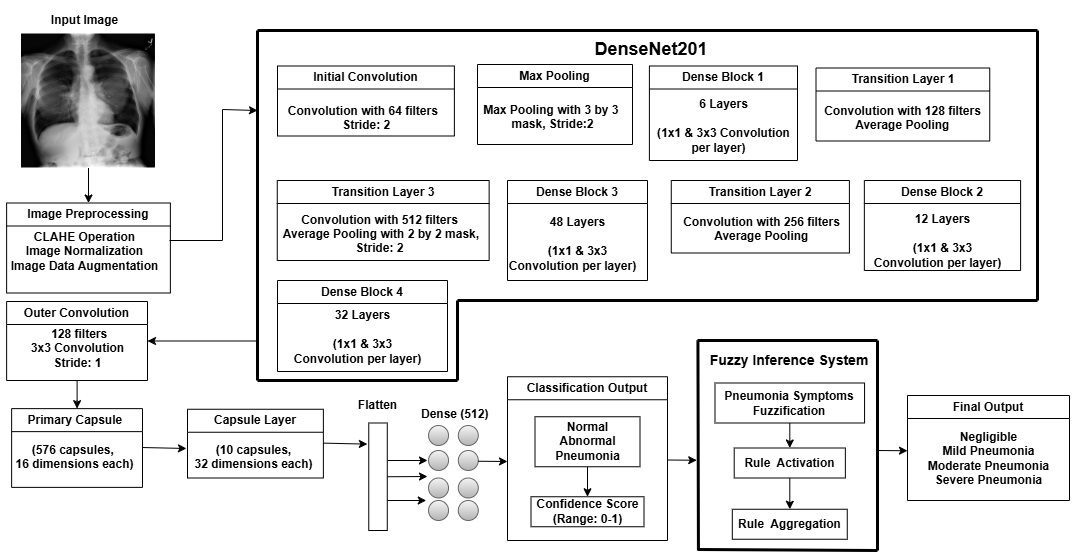 Input Image
DenseNet201
Initial Convolution
Convolution with 64 filters
Stride: 2
Max Pooling
Max Pooling with 3 by 3
mask, Stride:2
Dense Block 1
6 Layers
(1x1 & 3x3 Convolution
per layer)
Transition Layer 1
Convolution with 128 filters
Average Pooling
Image Preprocessing
CLAHE Operation
Image Normalization
Image Data Augmentation
Transition Layer 3
Convolution with 512 filters
Average Pooling with 2 by 2 mask,
Stride: 2
Dense Block 3
48 Layers
(1x1 & 3x3
Convolution per layer)
Transition Layer 2
Convolution with 256 filters
Average Pooling
Dense Block 2
12 Layers
(1x1 & 3x3
Convolution per layer)
Dense Block 4
32 Layers
(1x1 & 3x3
Convolution per layer)
Outer Convolution
128 filters
3x3 Convolution
Stride: 1
Primary Capsule
(576 capsules,
16 dimensions each)
Capsule Layer
(10 capsules,
32 dimensions each)
Flatten
Dense (512)
Classification Output
Normal
Abnormal
Pneumonia
Confidence Score
(Range: 0-1)
Fuzzy Inference System
Pneumonia Symptoms
Fuzzification
Rule Activation
Rule Aggregation
Final Output
Negligible
Mild Pneumonia
Moderate Pneumonia
Severe Pneumonia